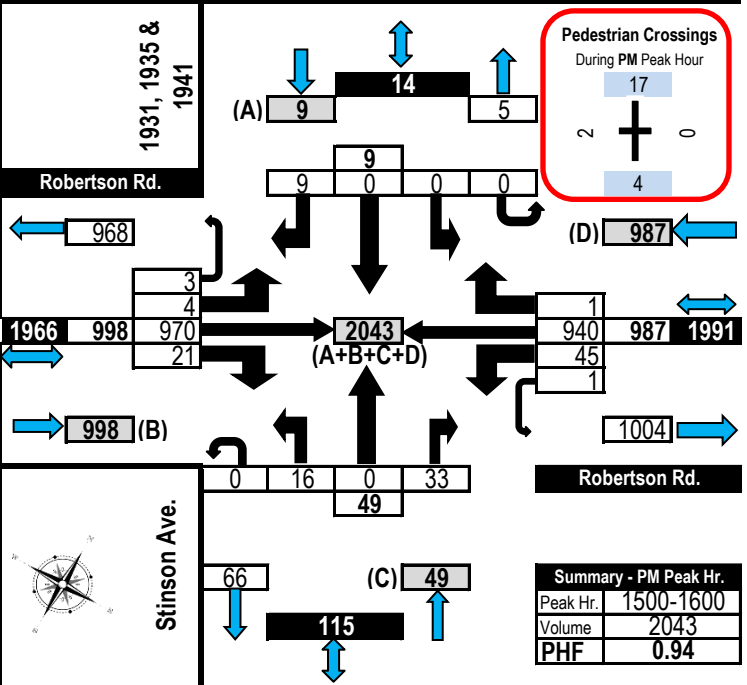 1931, 1935 &
1941
Robertson Rd.
14
(A) 9
5
9
9 0 0 0
Pedestrian Crossings
During PM Peak Hour
17
2
0
4
968
(D) 987
3
4
1966 998 970
21
2043
(A+B+C+D)
1
940 987 1991
45
1
998 (B)
1004
0 16 0 33
49
Robertson Rd.
Stinson Ave.
66
(C) 49
115
Summary - PM Peak Hr.
Peak Hr. 1500-1600
Volume 2043
PHF 0.94